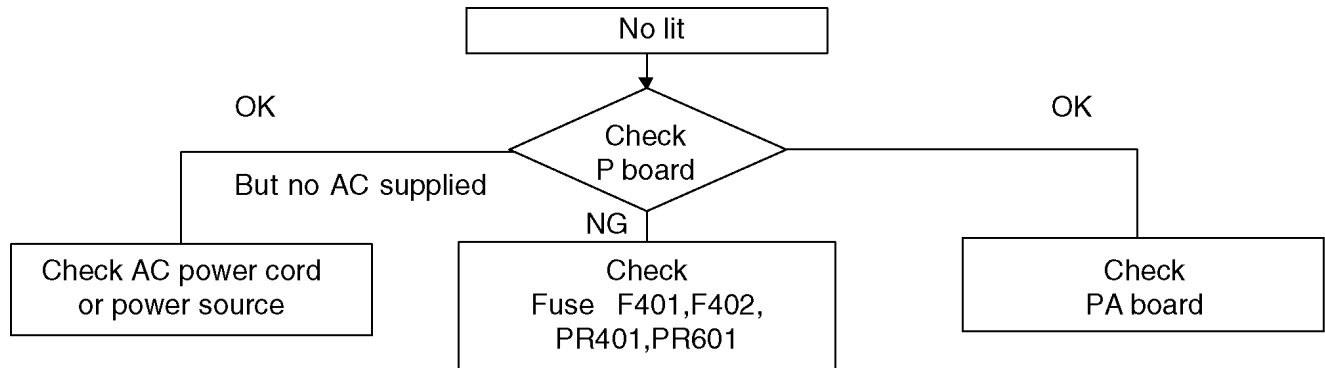 No lit
OK
OK
Check
P board
But no AC supplied
NG
Check AC power cord
or power source
Check
Fuse F401,F402,
PR401,PR601
Check
PA board